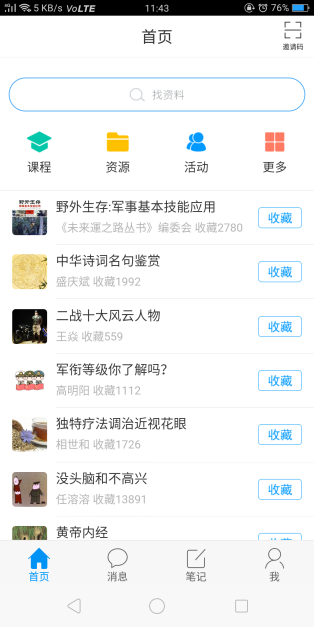 5 KB/s VoLTE 11:43 76%
首页
邀请码
找资料
课程 资源 活动 更多
野外生存:军事基本技能应用
《未来運之路丛书》编委会 收藏2780
收藏
中华诗词名句鉴赏
盛庆斌 收藏1992
收藏
二战十大风云人物
王焱 收藏559
收藏
军衔等级你了解吗?
高明阳 收藏1112
收藏
独特疗法调治近视花眼
相世和 收藏1726
收藏
没头脑和不高兴
任溶溶 收藏13891
收藏
黄帝内经
首页 消息 笔记 我